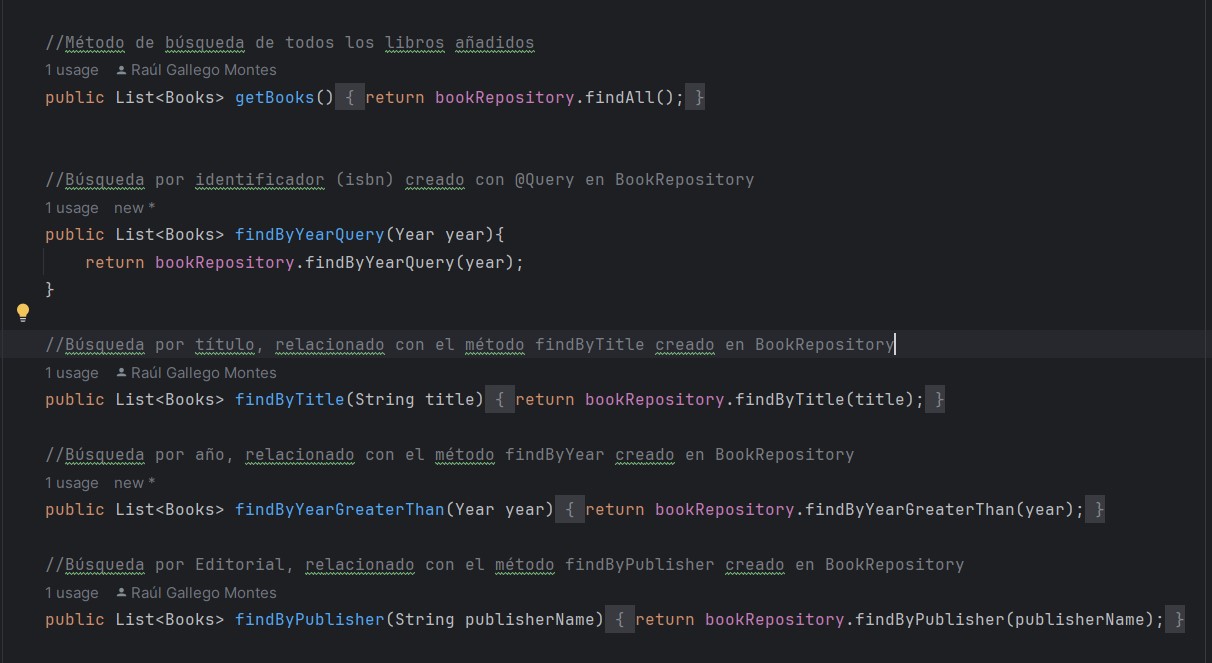 //Método de búsqueda de todos los libros añadidos
1 usage Raúl Gallego Montes
public List<Books> getBooks() { return bookRepository.findAll(); }
//Búsqueda por identificador (isbn) creado con @Query en BookRepository
1 usage new *
public List<Books> findByYearQuery(Year year){
return bookRepository.findByYearQuery(year);
}
//Búsqueda por título, relacionado con el método findByTitle creado en BookRepository
1 usage Raúl Gallego Montes
public List<Books> findByTitle(String title) { return bookRepository.findByTitle(title); }
//Búsqueda por año, relacionado con el método findByYear creado en BookRepository
1 usage new *
public List<Books> findByYearGreaterThan(Year year) { return bookRepository.findByYearGreaterThan(year); }
//Búsqueda por Editorial, relacionado con el método findByPublisher creado en BookRepository
1 usage Raúl Gallego Montes
public List<Books> findByPublisher(String publisherName) { return bookRepository.findByPublisher(publisherName); }